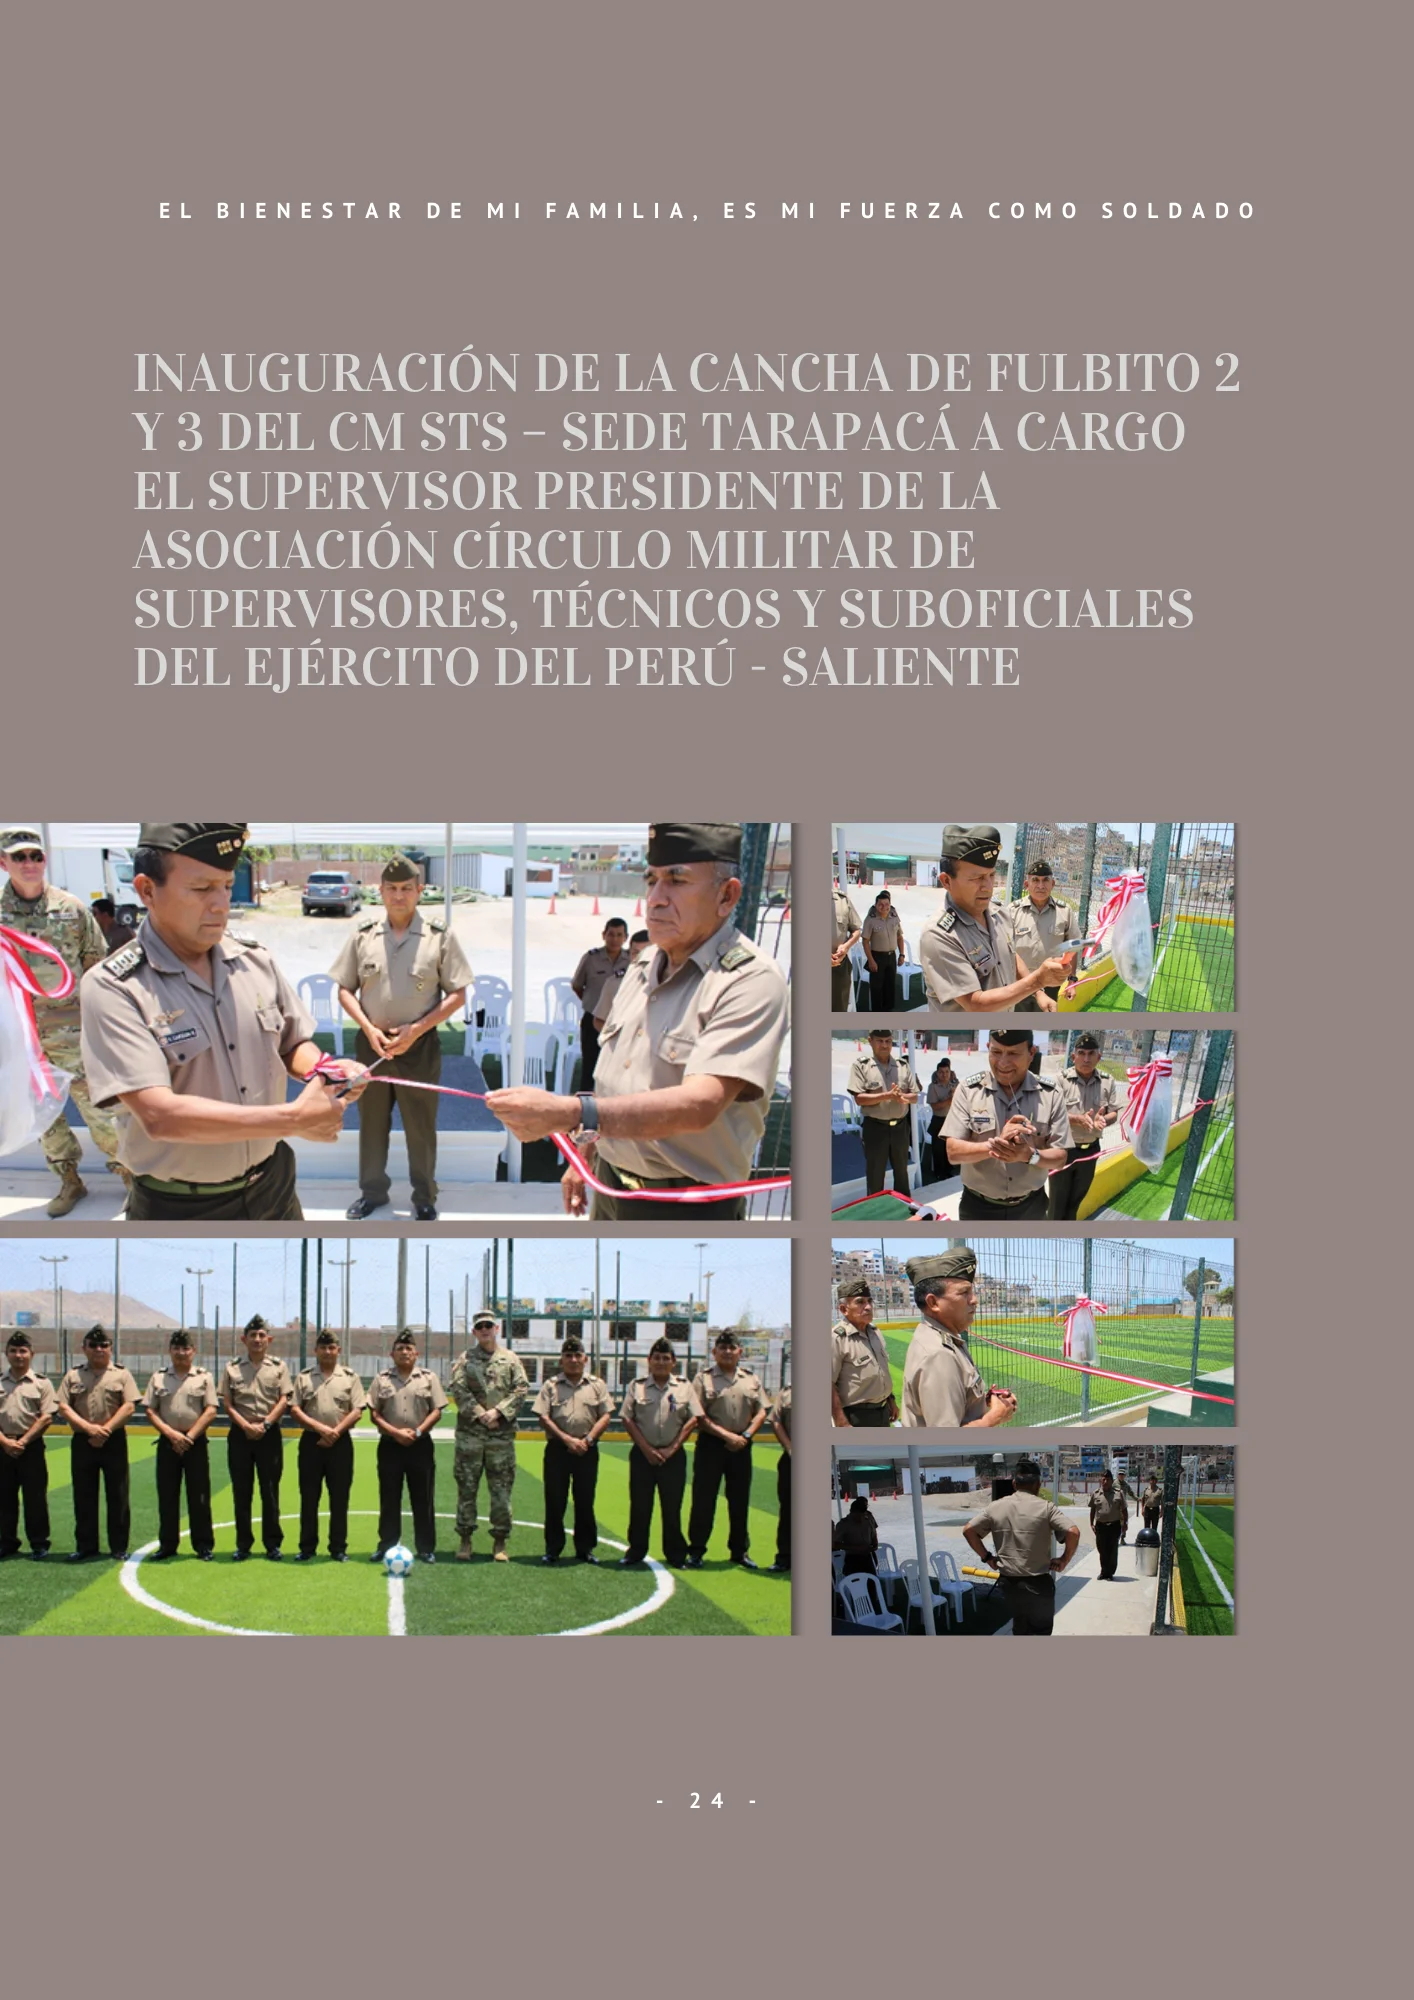 EL BIENESTAR DE MI FAMILIA, ES MI FUERZA COMO SOLDADO
INAUGURACIÓN DE LA CANCHA DE FULBITO 2
Y 3 DEL CM STS – SEDE TARAPACÁ A CARGO
EL SUPERVISOR PRESIDENTE DE LA
ASOCIACIÓN CÍRCULO MILITAR DE
SUPERVISORES, TÉCNICOS Y SUBOFICIALES
DEL EJÉRCITO DEL PERÚ - SALIENTE
- 24 -